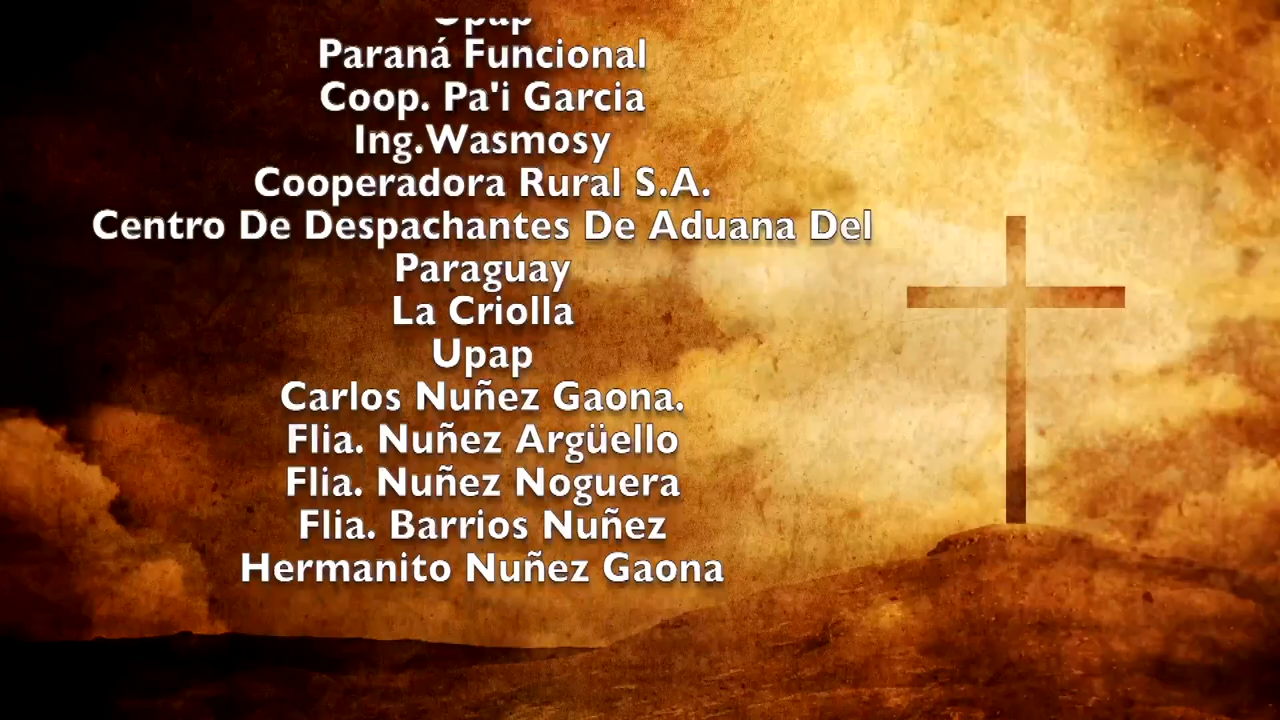 Paraná Funcional
Coop. Pa'i Garcia
Ing.Wasmosy
Cooperadora Rural S.A.
Centro De Despachantes De Aduana Del
Paraguay
La Criolla
Upap
Carlos Nuñez Gaona.
Flia. Nuñez Argüello
Flia. Nuñez Noguera
Flia. Barrios Nuñez
Hermanito Nuñez Gaona